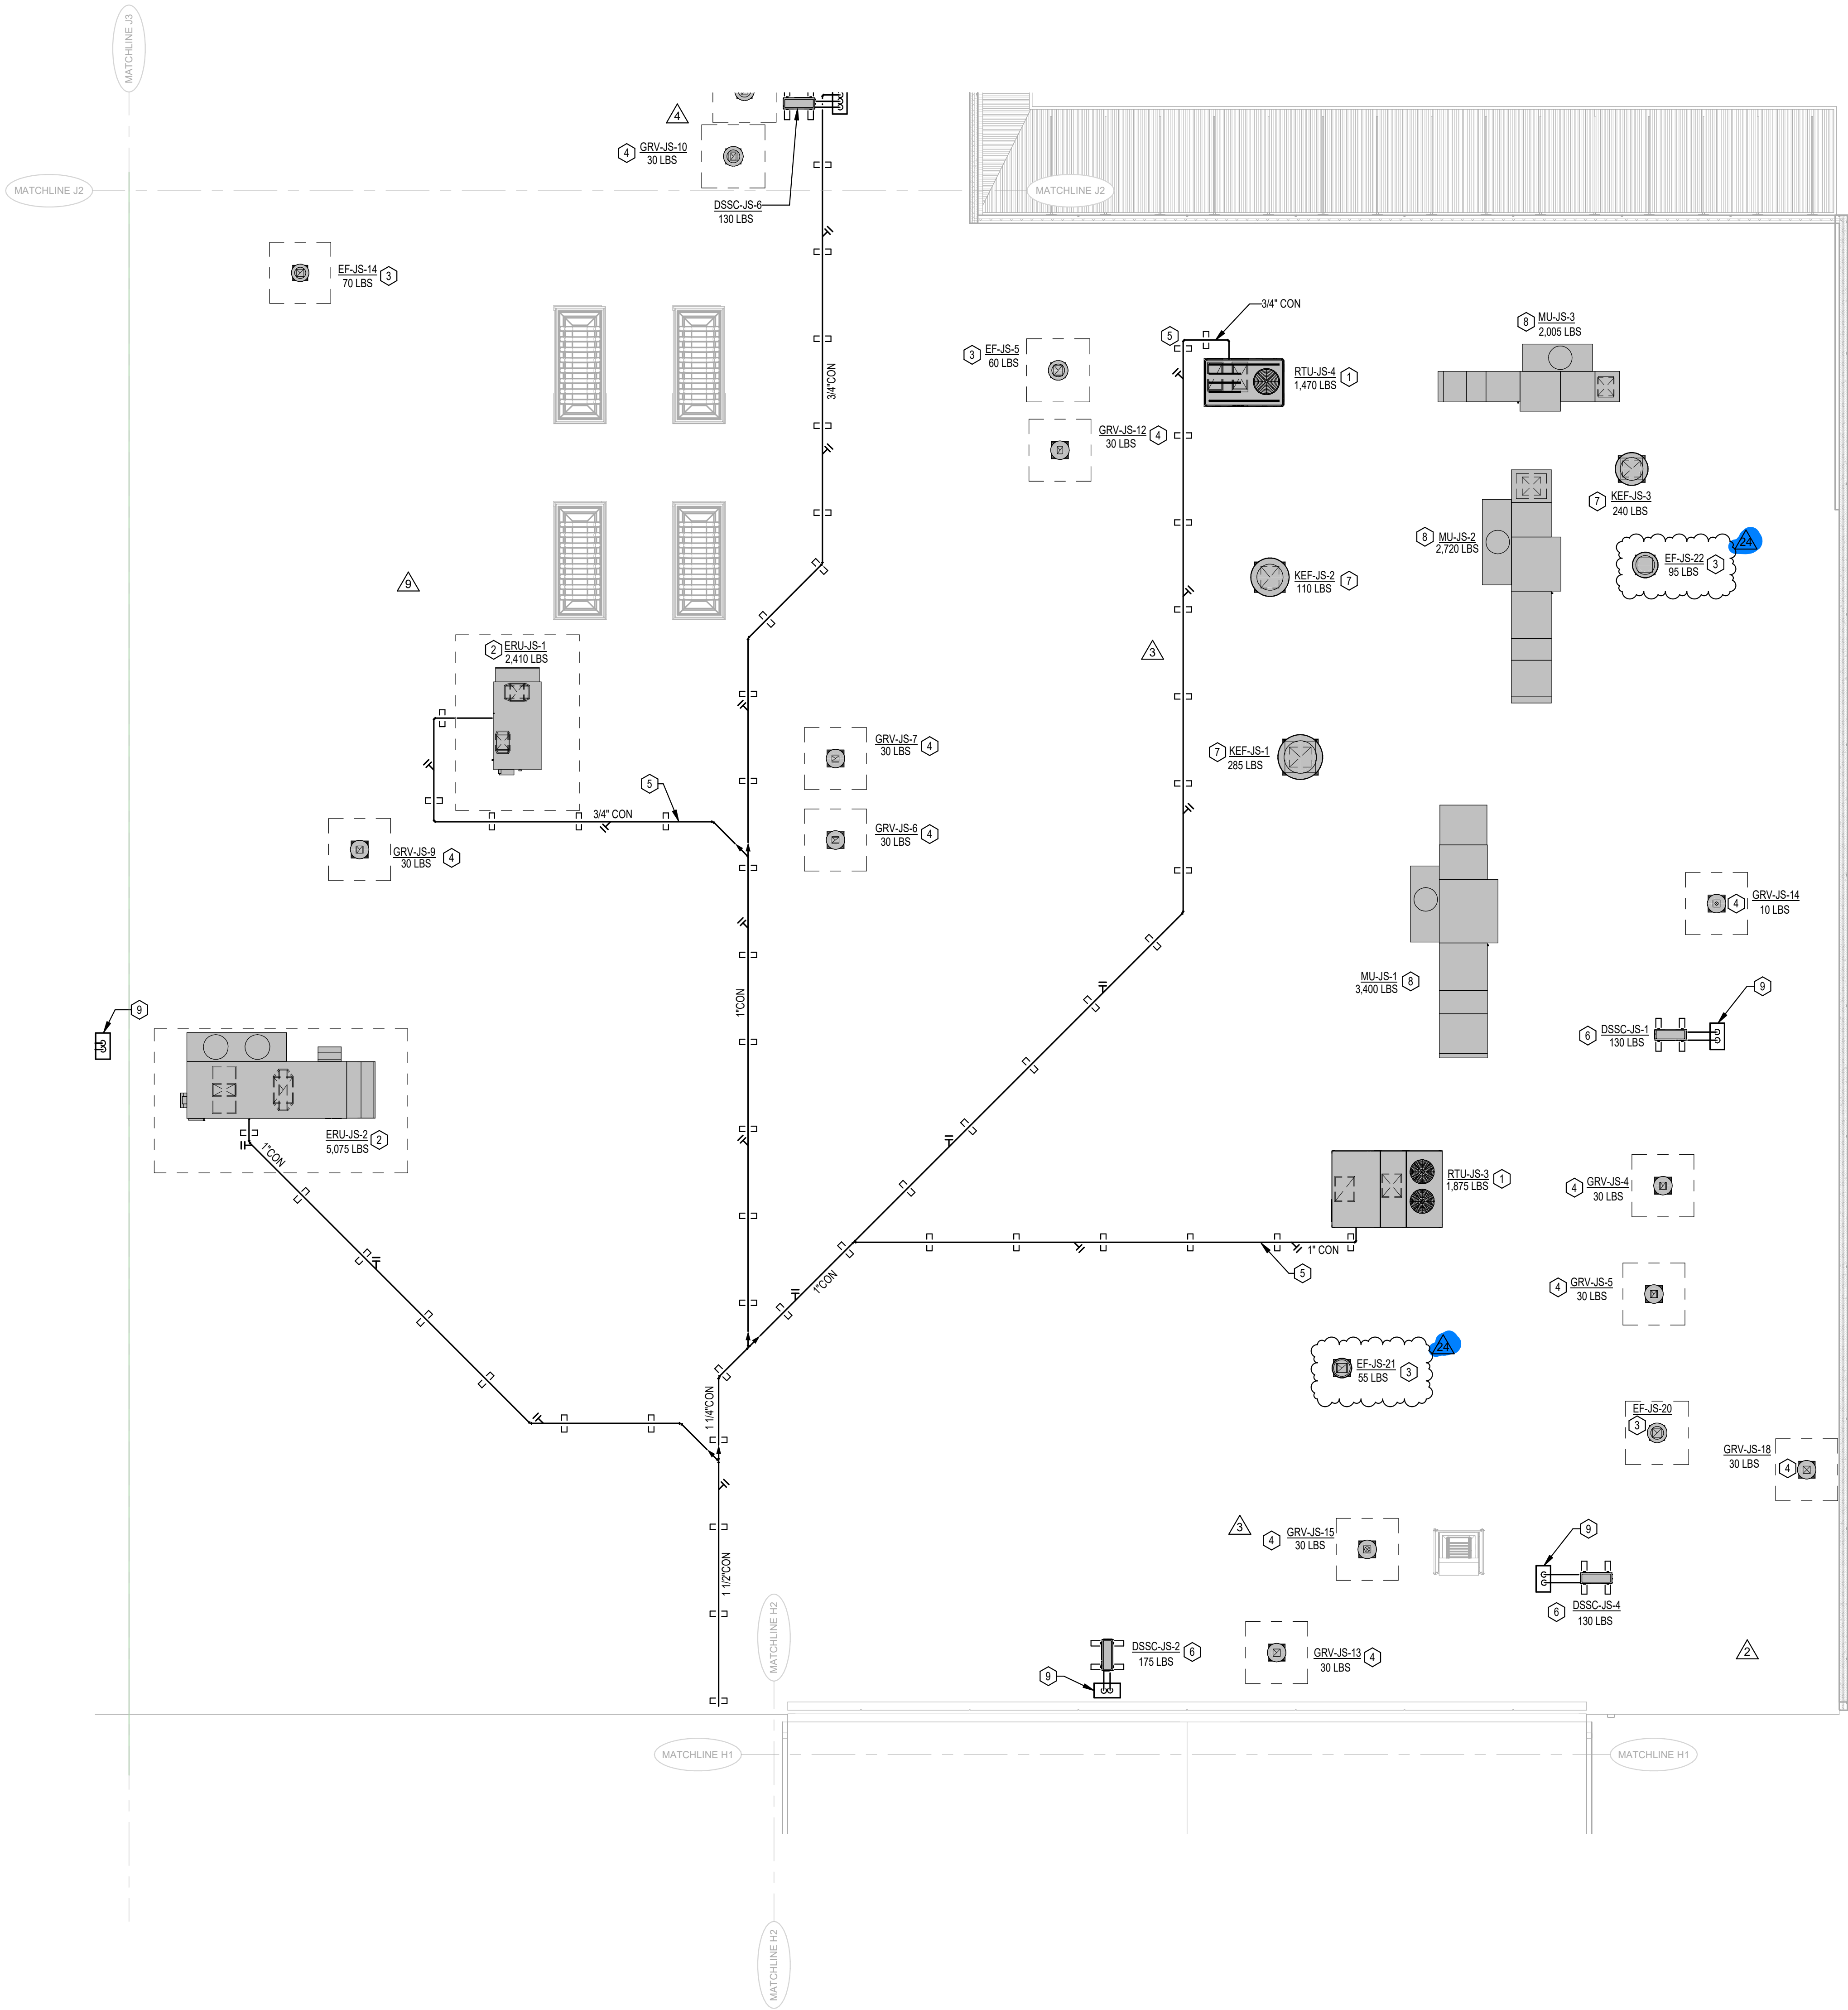 MATCHLINE J3
4
4
GRV-JS-10
30 LBS
MATCHLINE J2
MATCHLINE J2
DSSC-JS-6
130 LBS
EF-JS-14
70 LBS
3
3/4" CON
5
8
MU-JS-3
2,005 LBS
3
EF-JS-5
60 LBS
RTU-JS-4
1,470 LBS
1
3/4"CON
GRV-JS-12
30 LBS
4
7
KEF-JS-3
240 LBS
8
MU-JS-2
2,720 LBS
24
EF-JS-22
95 LBS
3
9
KEF-JS-2
110 LBS
7
2
ERU-JS-1
2,410 LBS
3
GRV-JS-7
30 LBS
4
7
KEF-JS-1
285 LBS
5
3/4" CON
GRV-JS-6
30 LBS
4
GRV-JS-9
30 LBS
4
4
GRV-JS-14
10 LBS
1"CON
MU-JS-1
3,400 LBS
8
9
9
6
DSSC-JS-1
130 LBS
ERU-JS-2
5,075 LBS
2
1"CON
RTU-JS-3
1,875 LBS
1
4
GRV-JS-4
30 LBS
1" CON
5
1"CON
4
GRV-JS-5
30 LBS
24
EF-JS-21
55 LBS
3
1 1/4"CON
EF-JS-20
3
GRV-JS-18
30 LBS
4
3
4
GRV-JS-15
30 LBS
9
1 1/2"CON
6
DSSC-JS-4
130 LBS
MATCHLINE H2
DSSC-JS-2
175 LBS
6
GRV-JS-13
30 LBS
4
2
9
MATCHLINE H1
MATCHLINE H1
MATCHLINE H2